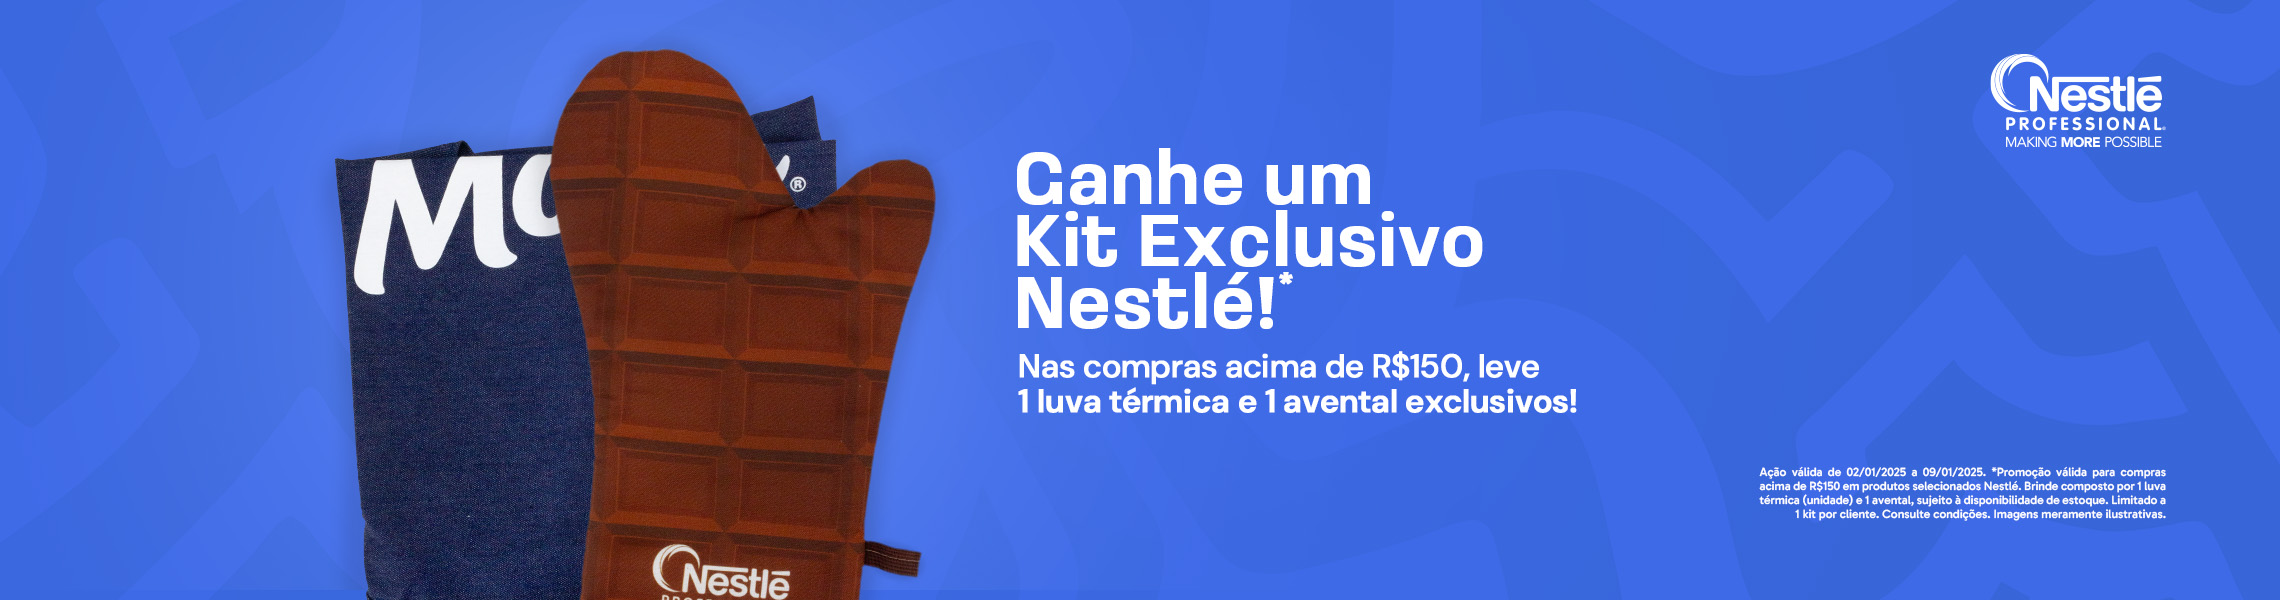 Nestlé
PROFESSIONAL®
MAKING MORE POSSIBLE
Ganhe um
Kit Exclusivo
Nestlé!*
Nas compras acima de R$150, leve
1 luva térmica e 1 avental exclusivos!
Ação válida de 02/01/2025 a 09/01/2025. *Promoção válida para compras
acima de R$150 em produtos selecionados Nestlé. Brinde composto por 1 luva
térmica (unidade) e 1 avental, sujeito à disponibilidade de estoque. Limitado a
1 kit por cliente. Consulte condições. Imagens meramente ilustrativas.
®
Nestlé